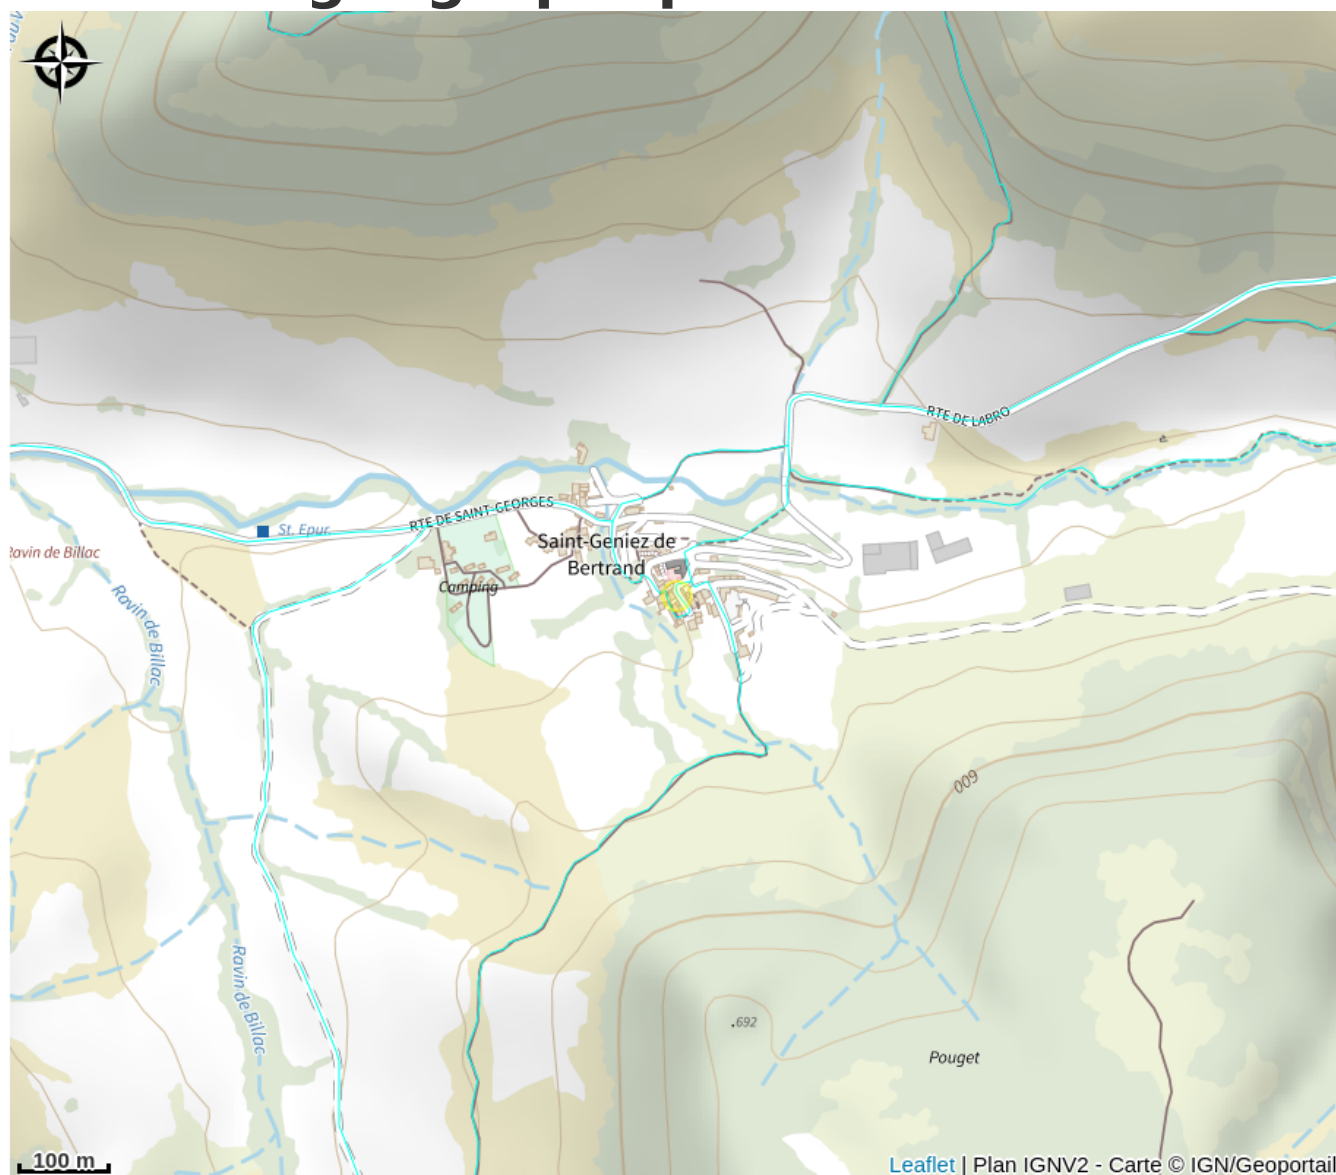 RTE DE LABRO
RTE DE SAINT-GEORGES
St. Epur.
Saint-Geniez de
Bertrand
Ravin de Billac
Camping
Ravin de Billac
600
Ravin de Billac
.692
Pouget
100 m
Leaflet | Plan IGNV2 - Carte © IGN/Geoportail